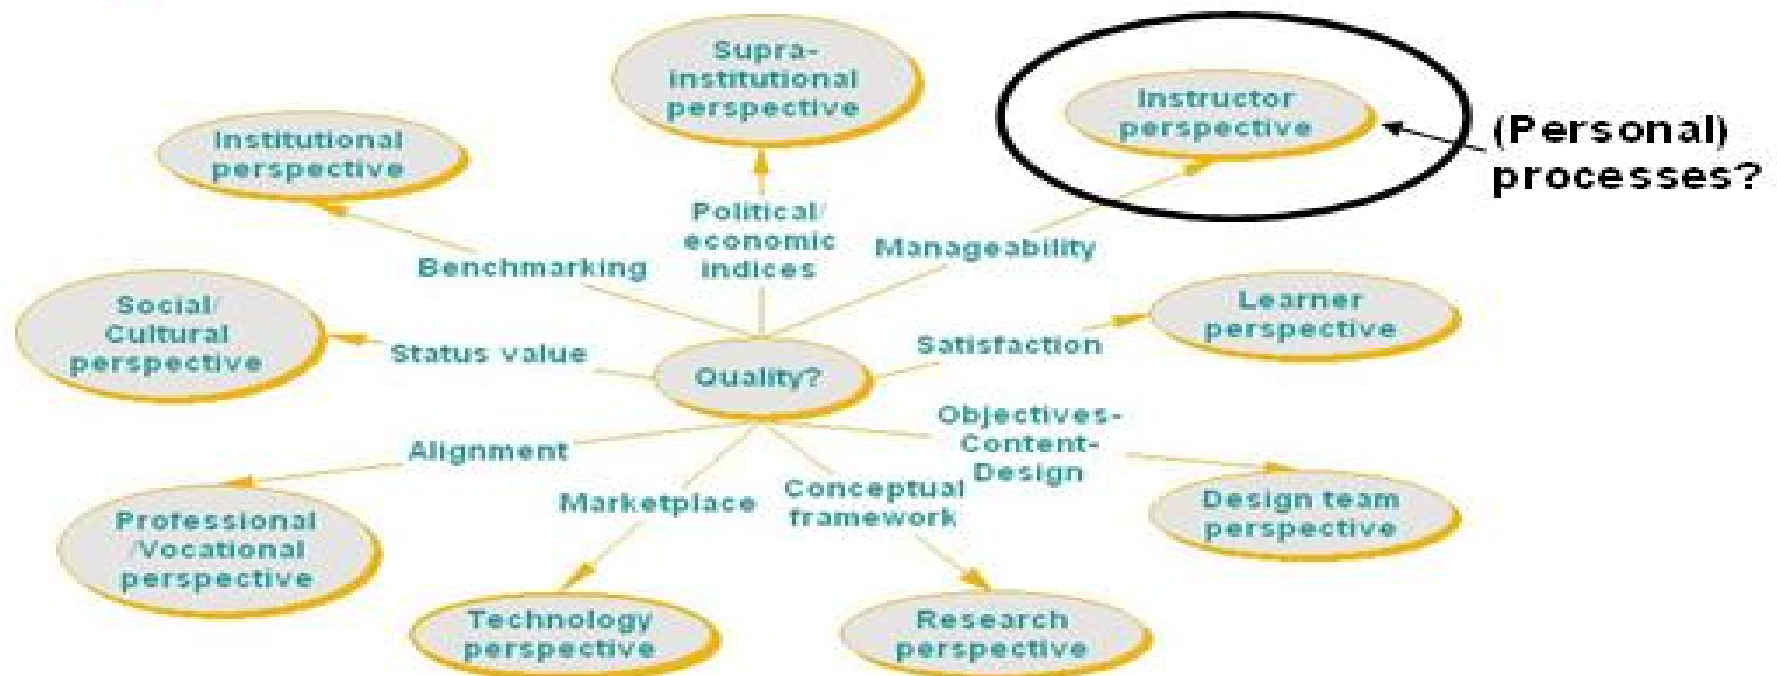 Supra-
institutional
perspective
Instructor
perspective
(Personal)
processes?
Institutional
perspective
Political/
economic
indices
Manageability
Benchmarking
Learner
perspective
Social/
Cultural
perspective
Status value
Satisfaction
Quality?
Objectives-
Content-
Design
Alignment
Marketplace
Conceptual
framework
Design team
perspective
Professional
/Vocational
perspective
Technology
perspective
Research
perspective